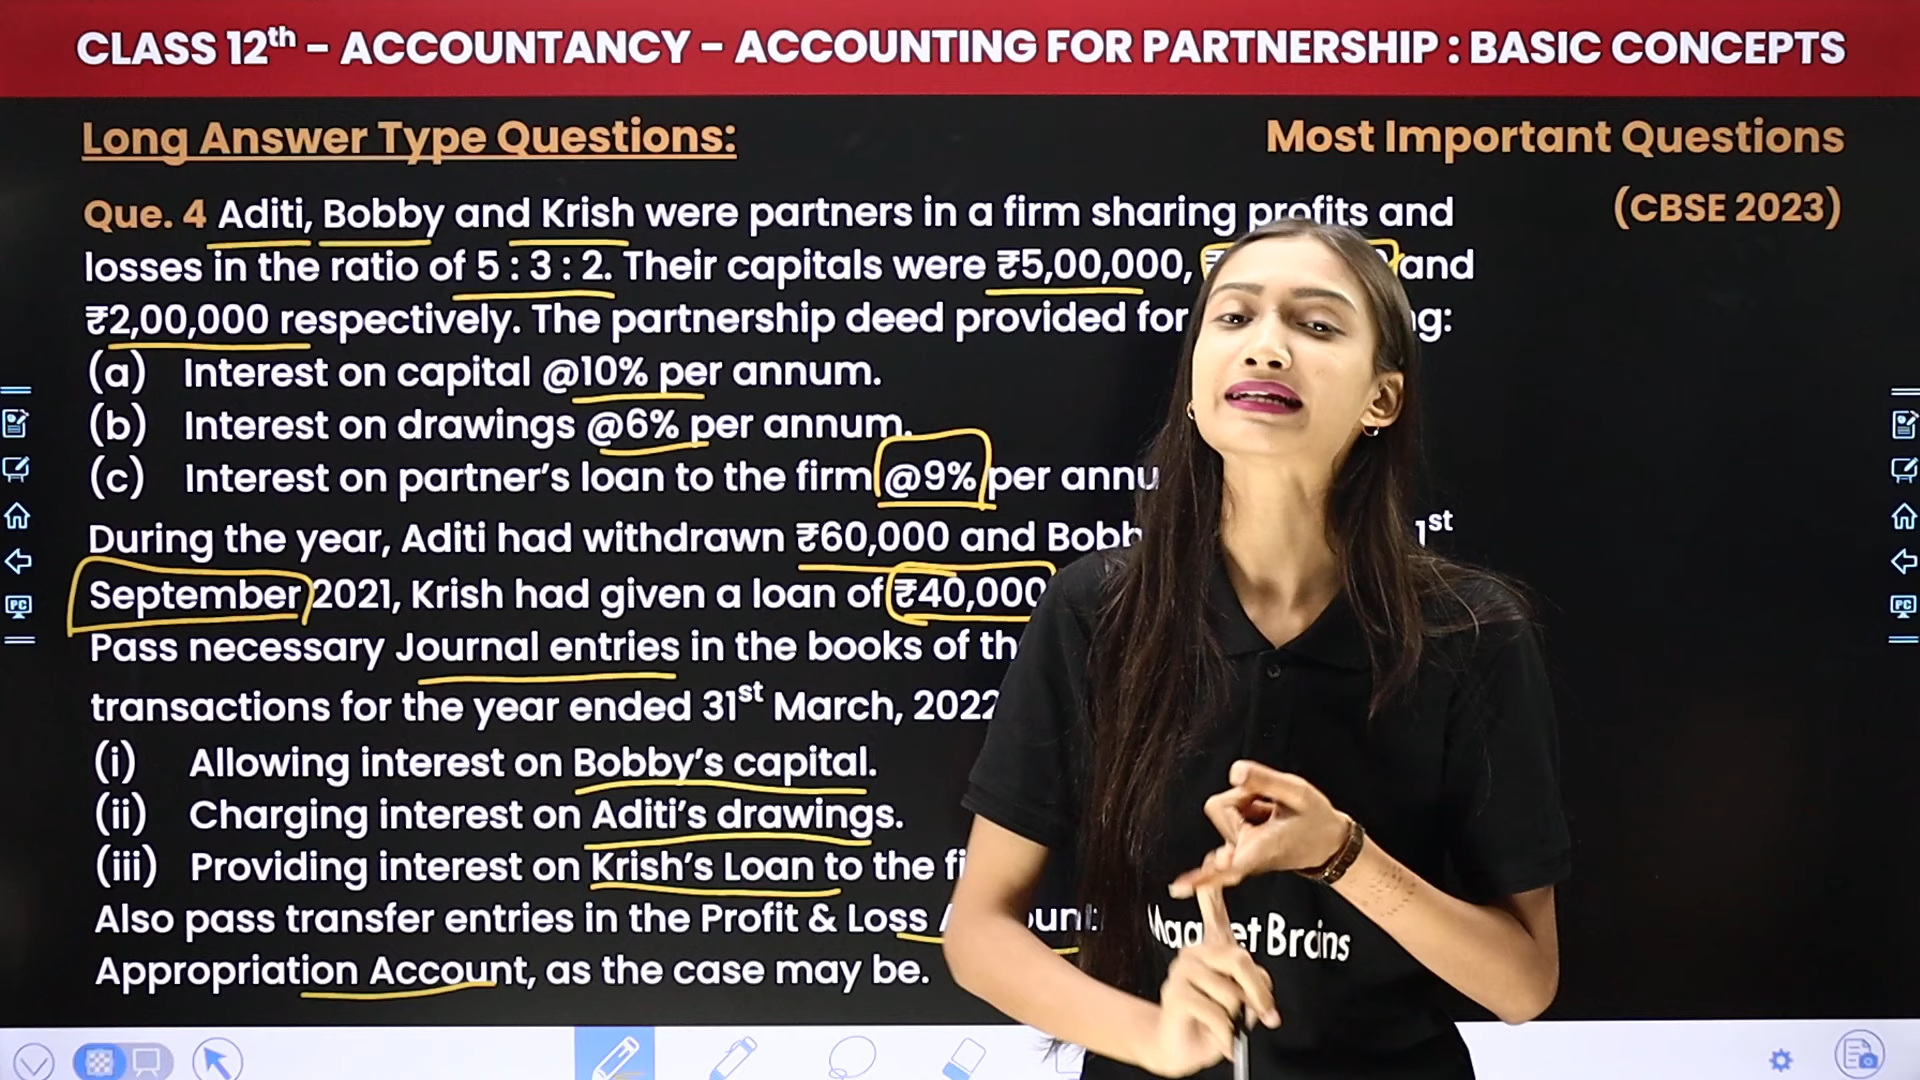 CLASS 12th – ACCOUNTANCY – ACCOUNTING FOR PARTNERSHIP : BASIC CONCEPTS
Long Answer Type Questions:
Most Important Questions
Que. 4 Aditi, Bobby and Krish were partners in a firm sharing profits and
(CBSE 2023)
losses in the ratio of 5 : 3 : 2. Their capitals were ₹5,00,000, and
₹2,00,000 respectively. The partnership deed provided for
(a) Interest on capital @10% per annum.
(b) Interest on drawings @6% per annum.
(c) Interest on partner's loan to the firm @9% per
During the year, Aditi had withdrawn ₹60,000 and 1st
September 2021, Krish had given a loan of ₹40,000
Pass necessary Journal entries in the books of
transactions for the year ended 31st March, 2022
(i) Allowing interest on Bobby's capital.
(ii) Charging interest on Aditi's drawings.
(iii) Providing interest on Krish's Loan to the
Also pass transfer entries in the Profit & Loss
Appropriation Account, as the case may be.
Magnet Brains
PC
PC